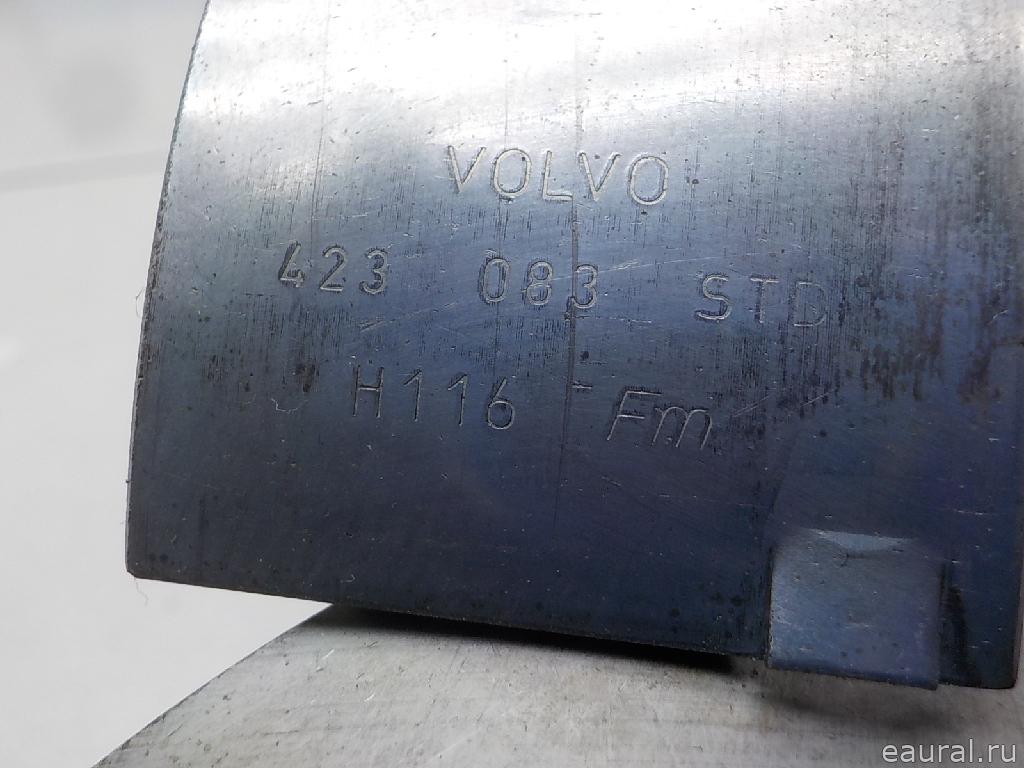 VOLVO
423 083 STD
H116 Fm
eaural.ru